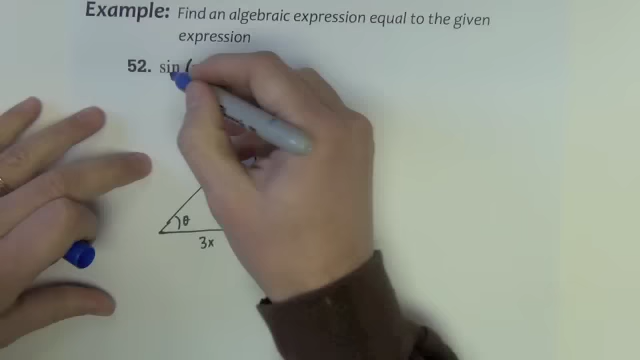 Example: Find an algebraic expression equal to the given
expression
52. sin (
θ
3x